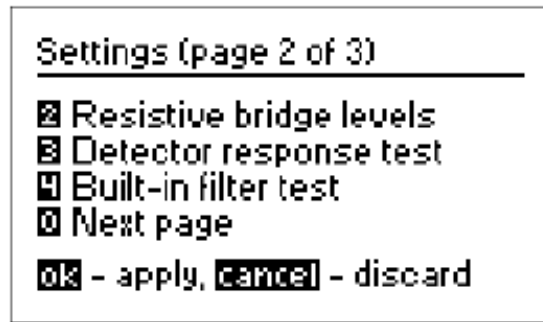 Settings (page 2 of 3)
2 Resistive bridge levels
3 Detector response test
4 Built-in filter test
0 Next page
ok - apply, cancel - discard